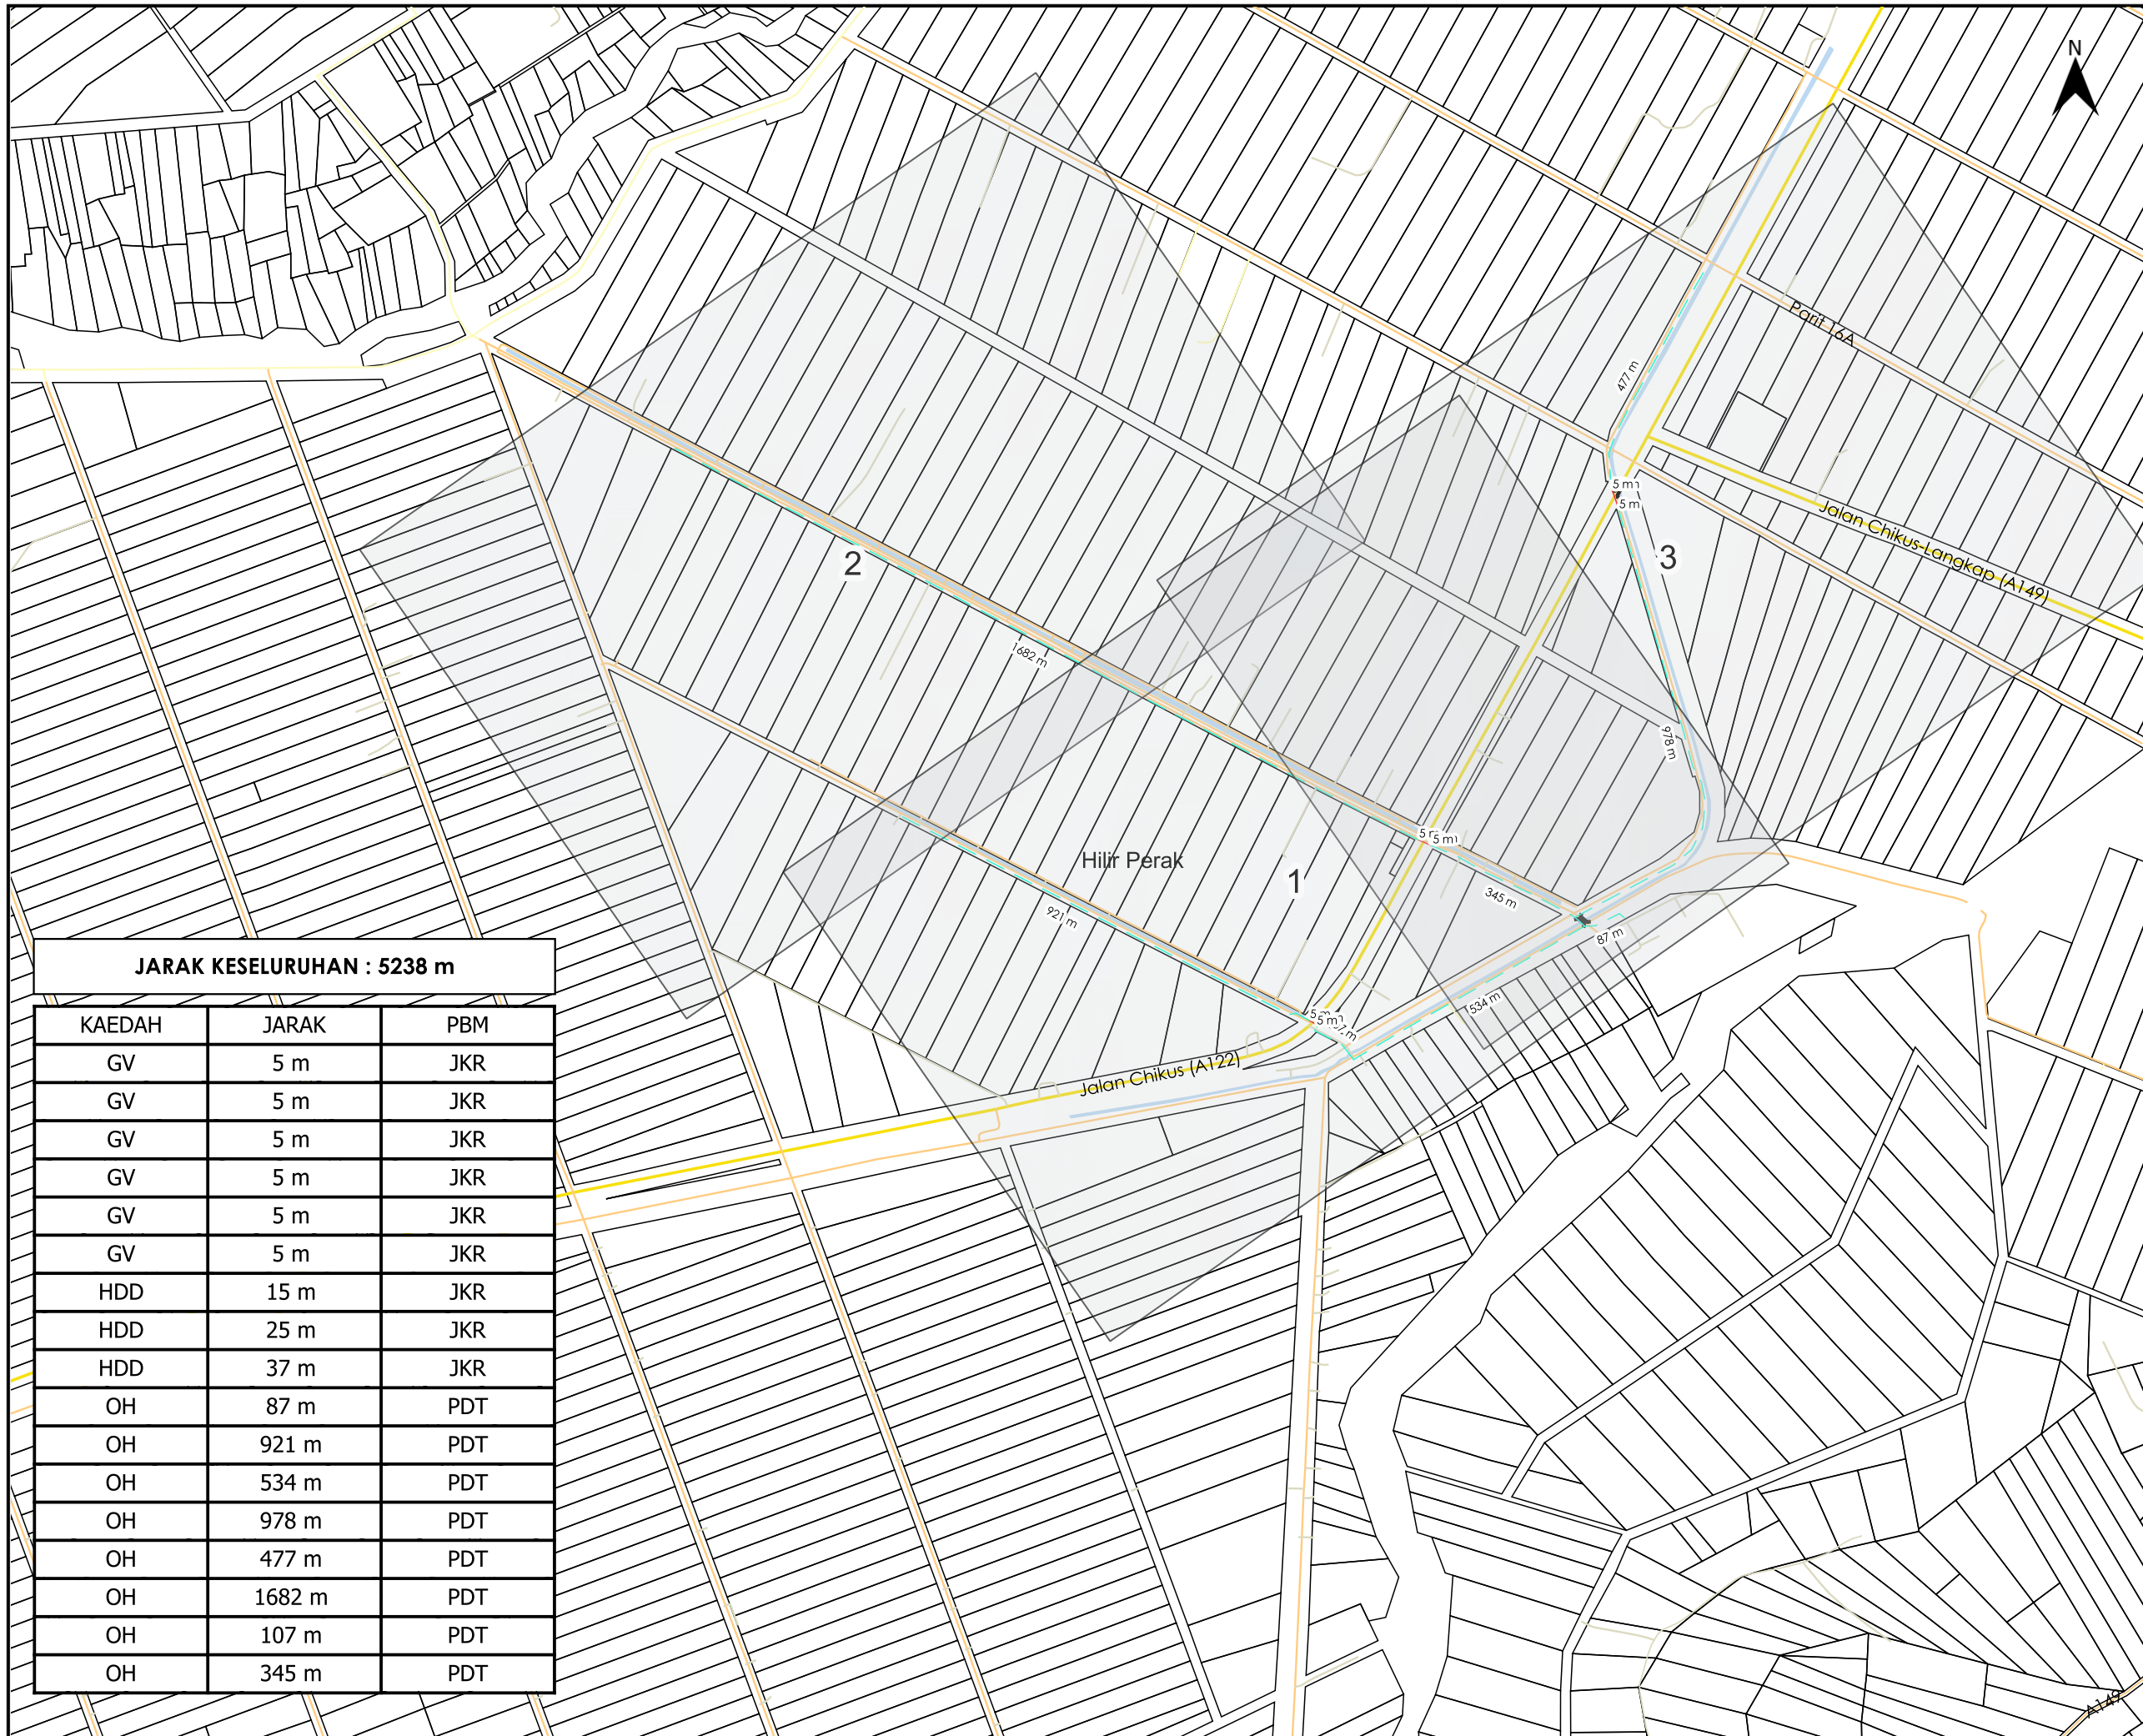 N
Parit 16A
477 m
5 m
5 m
Jalan Chikus-Langkap (A149)
3
2
1682 m
978 m
5 m
Hilir Perak
1
345 m
921 m
87 m
534 m
5 m
Jalan Chikus (A122)
A149
JARAK KESELURUHAN : 5238 m
KAEDAH JARAK PBM
GV 5 m JKR
GV 5 m JKR
GV 5 m JKR
GV 5 m JKR
GV 5 m JKR
GV 5 m JKR
HDD 15 m JKR
HDD 25 m JKR
HDD 37 m JKR
OH 87 m PDT
OH 921 m PDT
OH 534 m PDT
OH 978 m PDT
OH 477 m PDT
OH 1682 m PDT
OH 107 m PDT
OH 345 m PDT